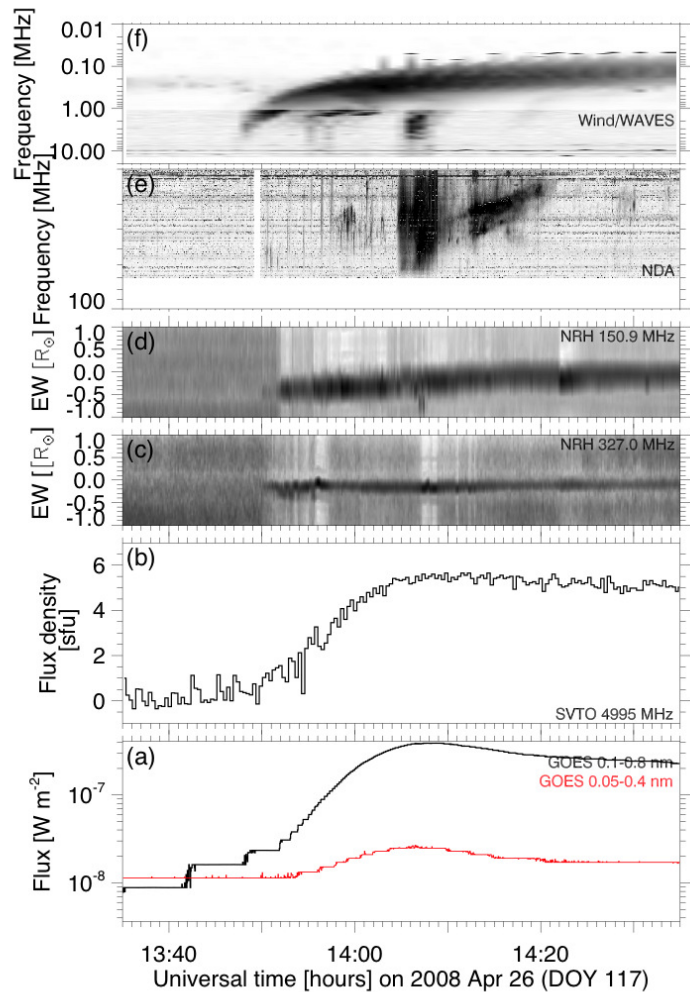 (f)
0.01
0.10
1.00
10.00
Frequency [MHz]
Wind/WAVES
(e)
100
Frequency [MHz]
NDA
(d)
NRH 150.9 MHz
1.0
0.5
0.0
-0.5
-1.0
EW [R☉]
(c)
NRH 327.0 MHz
1.0
0.5
0.0
-0.5
-1.0
EW [[R☉]
(b)
6
4
2
0
Flux density
[sfu]
SVTO 4995 MHz
(a)
GOES 0.1-0.8 nm
GOES 0.05-0.4 nm
10⁻⁷
10⁻⁸
Flux [W m⁻²]
13:40 14:00 14:20
Universal time [hours] on 2008 Apr 26 (DOY 117)